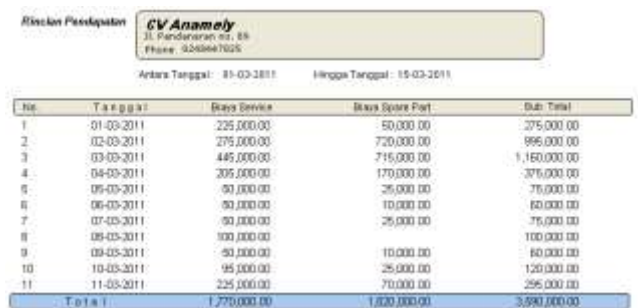 Rincian Pendapatan
CV Anamely
Jl. Pandanaran no. 89
Phone
Antara Tanggal : 01-03-2011 Hingga Tanggal : 15-03-2011
No. Tanggal Biaya Service Biaya Spare Part Sub Total
1 01-03-2011 225,000.00 50,000.00 275,000.00
2 02-03-2011 275,000.00 720,000.00 995,000.00
3 03-03-2011 445,000.00 715,000.00 1,160,000.00
4 04-03-2011 205,000.00 170,000.00 375,000.00
5 05-03-2011 50,000.00 25,000.00 75,000.00
6 06-03-2011 50,000.00 10,000.00 60,000.00
7 07-03-2011 50,000.00 25,000.00 75,000.00
8 08-03-2011 100,000.00 100,000.00
9 09-03-2011 50,000.00 10,000.00 60,000.00
10 10-03-2011 95,000.00 25,000.00 120,000.00
11 11-03-2011 225,000.00 70,000.00 295,000.00
Total 1,770,000.00 1,820,000.00 3,590,000.00